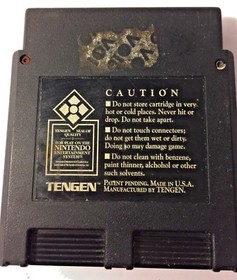 CAUTION
■ Do not store cartridge in very
hot or cold places. Never hit or
drop. Do not take apart.
■ Do not touch connectors;
do not get them wet or dirty.
Doing so may damage game.
■ Do not clean with benzene,
paint thinner, alcohol or other
such solvents.
TENGEN SEAL OF
QUALITY
FOR PLAY ON THE
NINTENDO
ENTERTAINMENT
SYSTEM
TENGEN
PATENT PENDING. MADE IN U.S.A.
MANUFACTURED BY TENGEN.